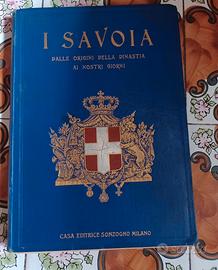 I SAVOIA
DALLE ORIGINI DELLA DINASTIA
AI NOSTRI GIORNI
CASA EDITRICE SONZOGNO MILANO